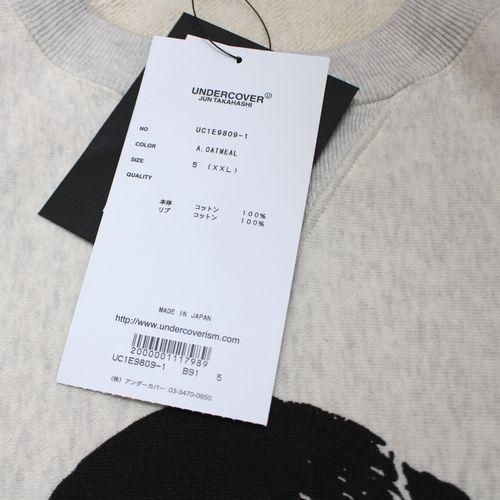 UNDERCOVER
JUN TAKAHASHI
NO UC1E9809-1
COLOR A.OATMEAL
SIZE 5 (XXL)
QUALITY
本体 コットン 100%
リブ コットン 100%
MADE IN JAPAN
http://www.undercoverism.com
2000001117989
UC1E9809-1 B91 5
(株) アンダーカバー 03-3470-0850